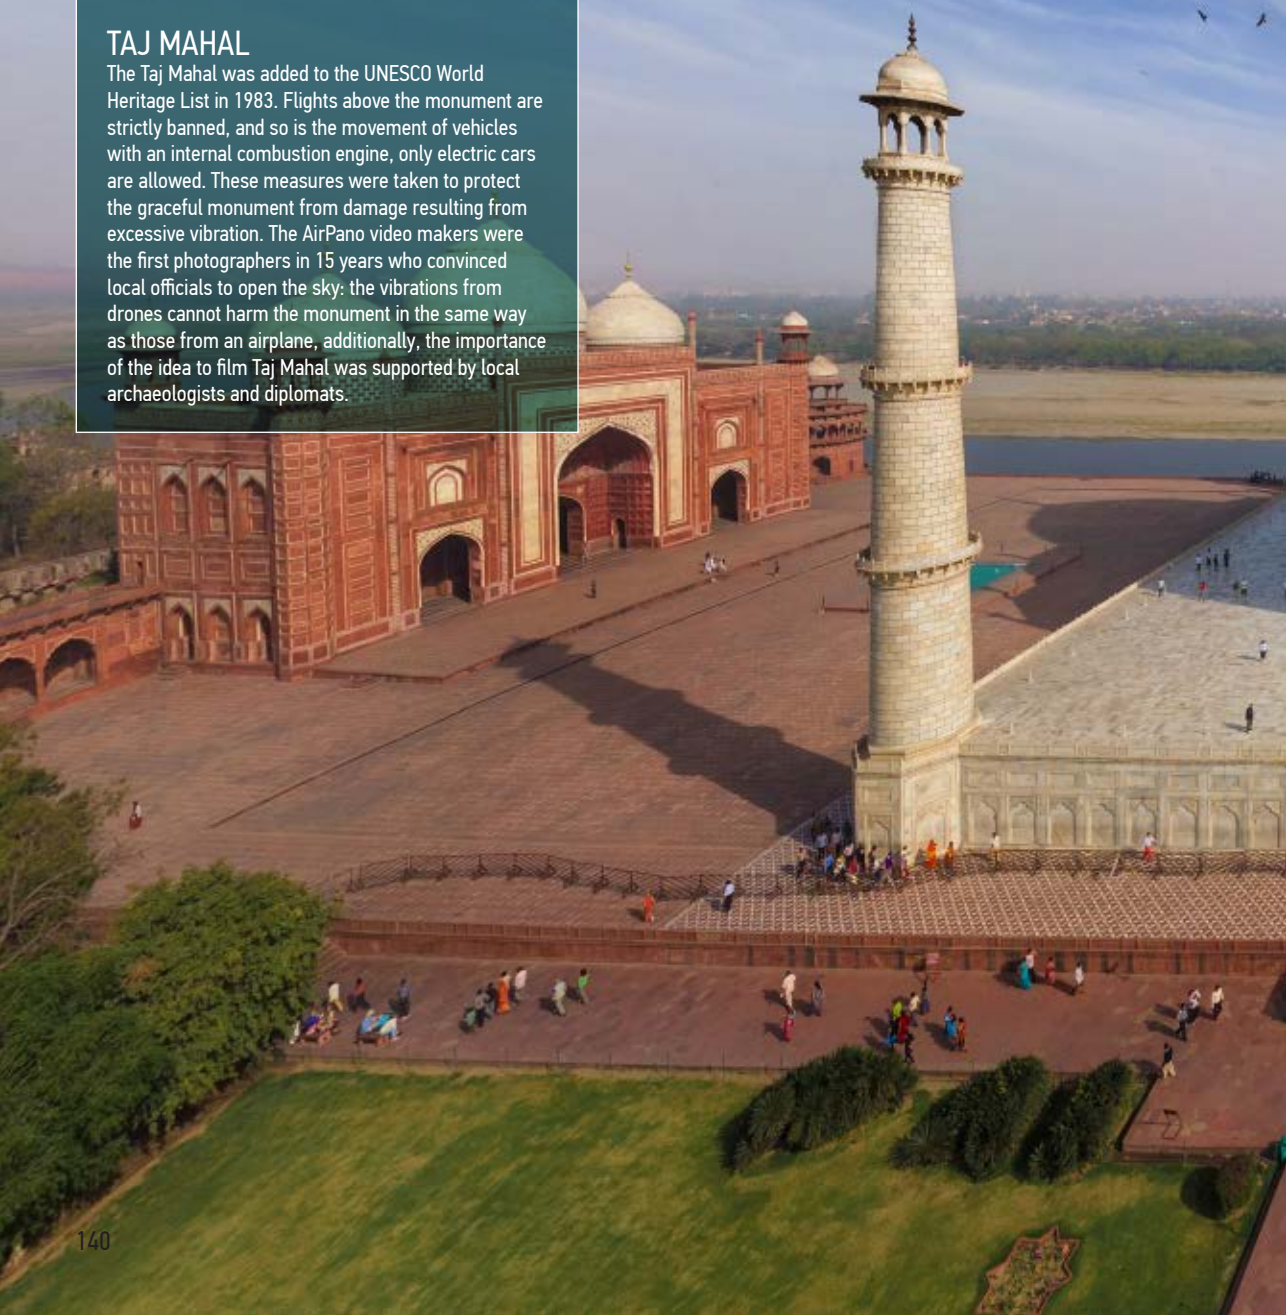 TAJ MAHAL
The Taj Mahal was added to the UNESCO World
Heritage List in 1983. Flights above the monument are
strictly banned, and so is the movement of vehicles
with an internal combustion engine, only electric cars
are allowed. These measures were taken to protect
the graceful monument from damage resulting from
excessive vibration. The AirPano video makers were
the first photographers in 15 years who convinced
local officials to open the sky: the vibrations from
drones cannot harm the monument in the same way
as those from an airplane, additionally, the importance
of the idea to film Taj Mahal was supported by local
archaeologists and diplomats.
140